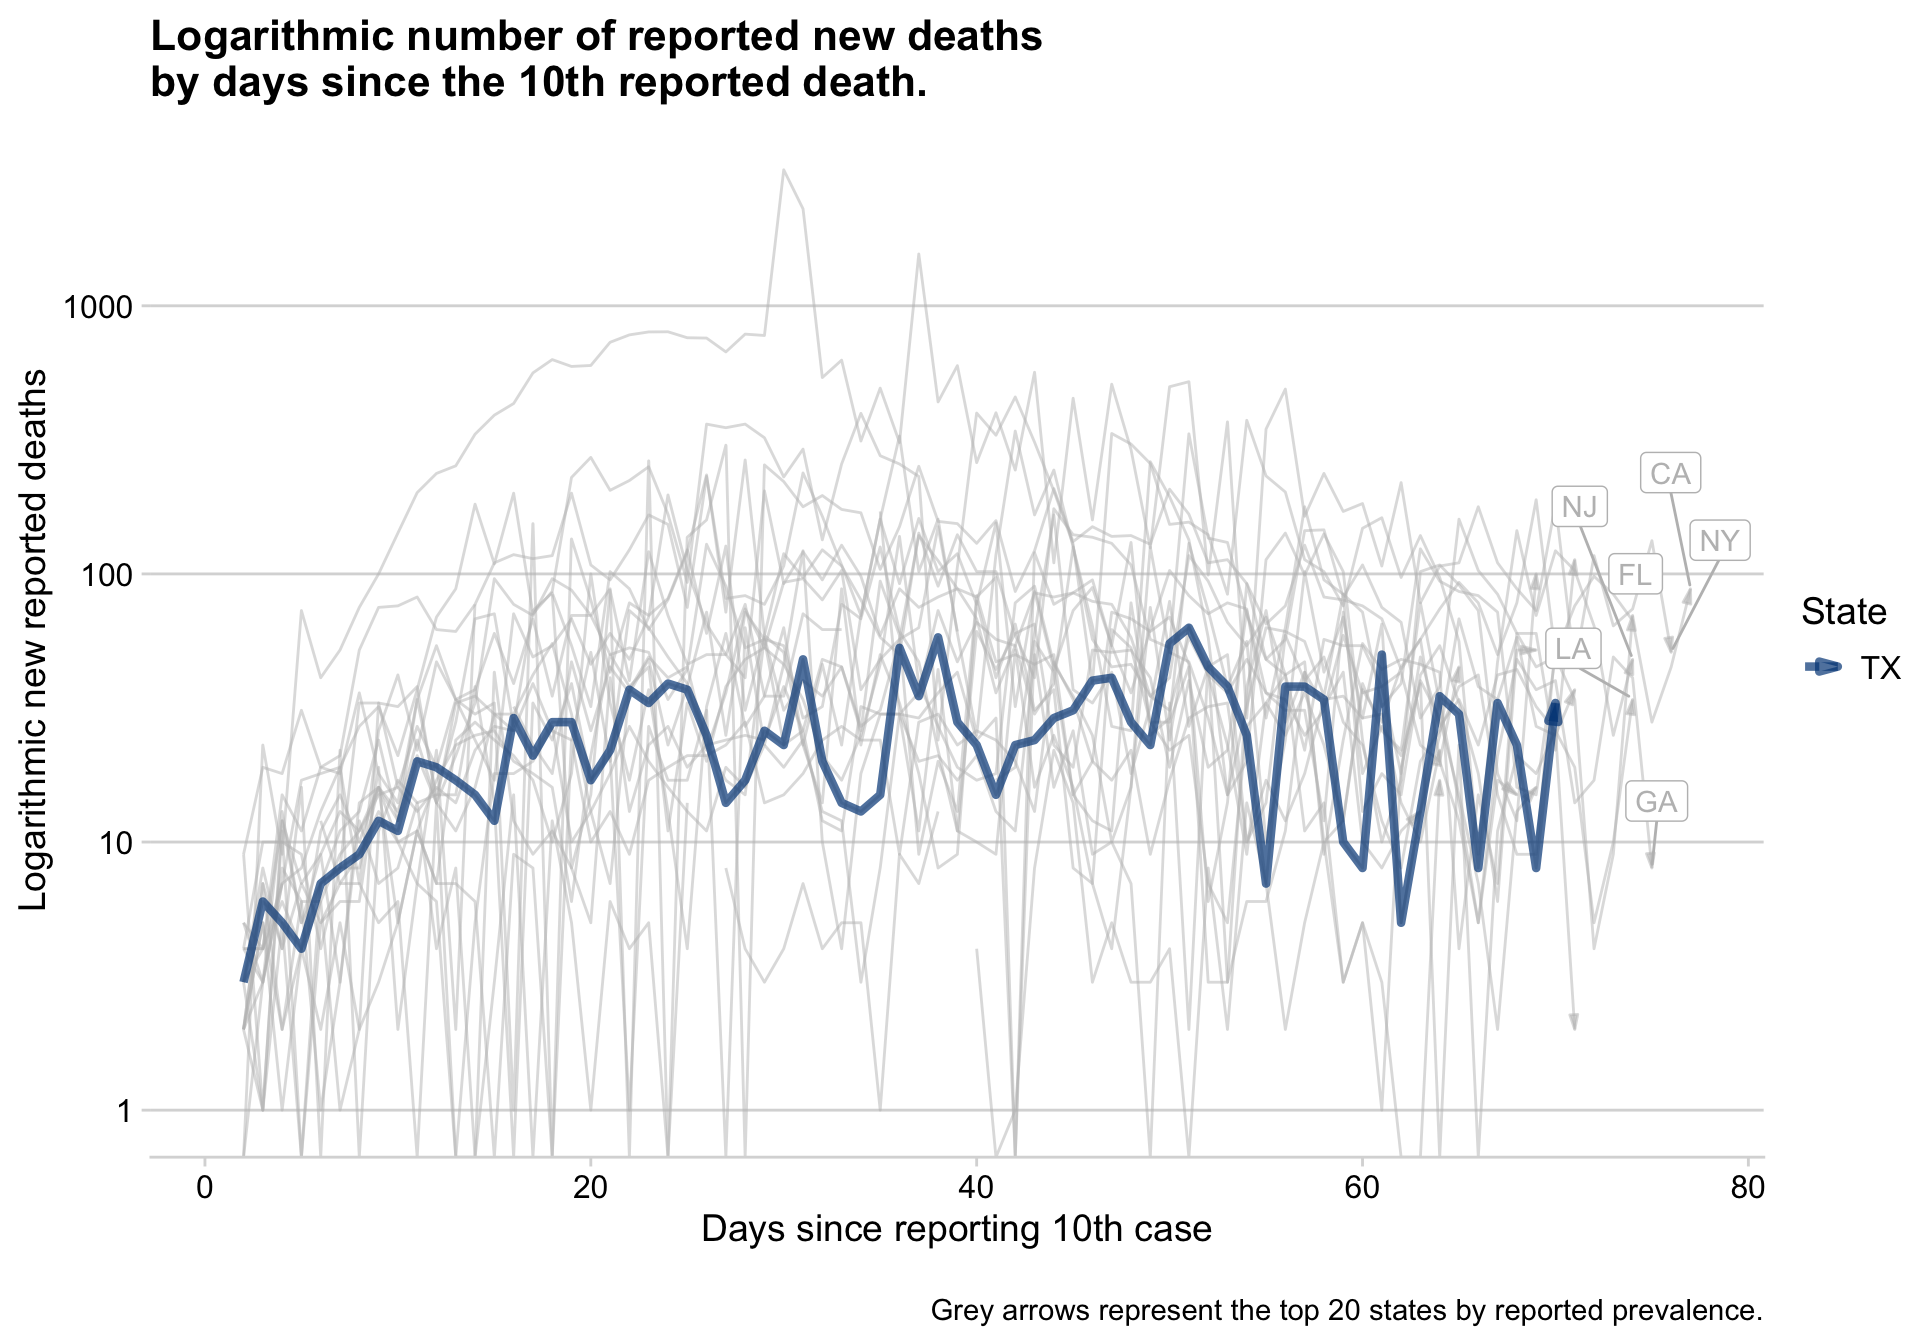 Logarithmic number of reported new deaths
by days since the 10th reported death.
Logarithmic new reported deaths
1000
100
10
1
CA
NJ
NY
FL
LA
GA
State
TX
0
20
40
60
80
Days since reporting 10th case
Grey arrows represent the top 20 states by reported prevalence.